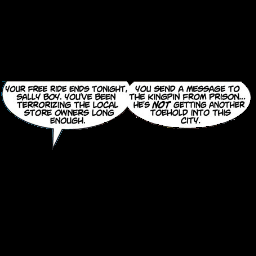 YOUR FREE RIDE ENDS TONIGHT,
SALLY BOY. YOU'VE BEEN
TERRORIZING THE LOCAL
STORE OWNERS LONG
ENOUGH.
YOU SEND A MESSAGE TO
THE KINGPIN FROM PRISON...
HE'S NOT GETTING ANOTHER
TOEHOLD INTO THIS
CITY.